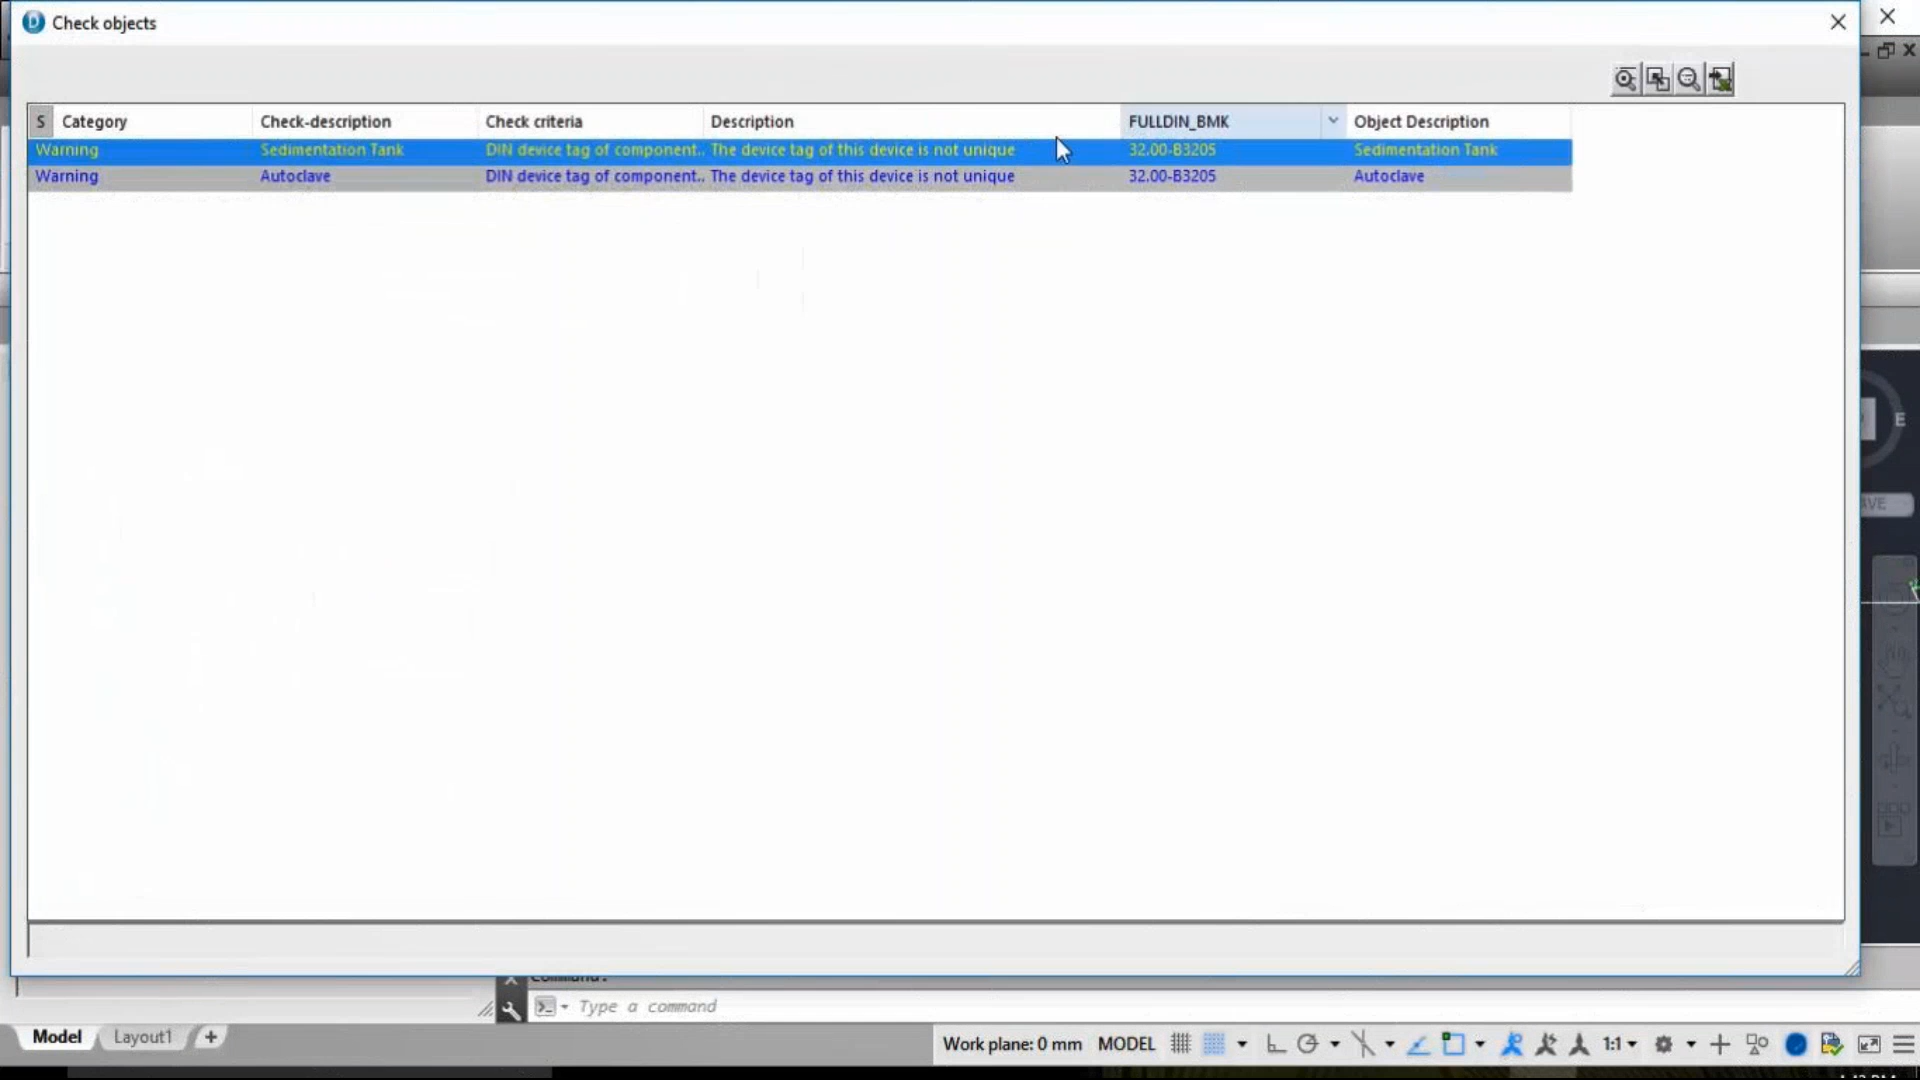 Check objects
S Category Check-description Check criteria Description FULLDIN_BMK Object Description
Warning Sedimentation Tank DIN device tag of component.. The device tag of this device is not unique 32.00-B3205 Sedimentation Tank
Warning Autoclave DIN device tag of component.. The device tag of this device is not unique 32.00-B3205 Autoclave
E
AVE
Command:
Type a command
Model Layout1 +
Work plane: 0 mm MODEL 1:1